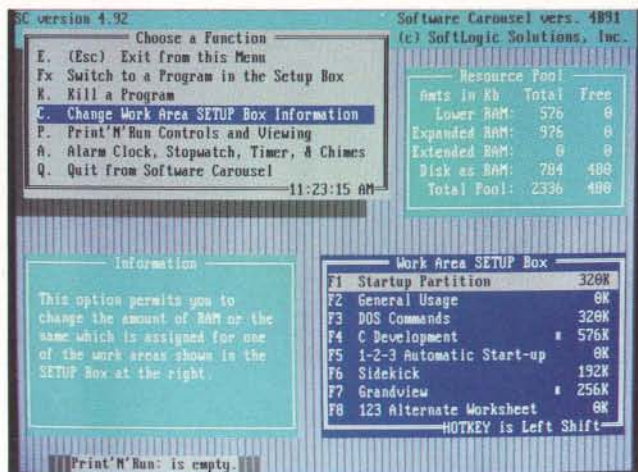 SC version 4.92
Software Carousel vers. 4B91
(c) SoftLogic Solutions, Inc.
Choose a Function
E. (Esc) Exit from this Menu
Fx Switch to a Program in the Setup Box
K. Kill a Program
C. Change Work Area SETUP Box Information
P. Print'N'Run Controls and Viewing
A. Alarm Clock, Stopwatch, Timer, & Chimes
Q. Quit from Software Carousel
11:23:15 AM
Resource Pool
Amts in Kb Total Free
Lower RAM: 576 0
Expanded RAM: 976 0
Extended RAM: 0 0
Disk as RAM: 784 480
Total Pool: 2336 480
Information
This option permits you to
change the amount of RAM or the
name which is assigned for one
of the work areas shown in the
SETUP Box at the right.
Work Area SETUP Box
F1 Startup Partition 320K
F2 General Usage 0K
F3 DOS Commands 320K
F4 C Development * 576K
F5 1-2-3 Automatic Start-up 0K
F6 Sidekick 192K
F7 Grandview * 256K
F8 123 Alternate Worksheet 0K
HOTKEY is Left Shift
Print'N'Run: is empty.